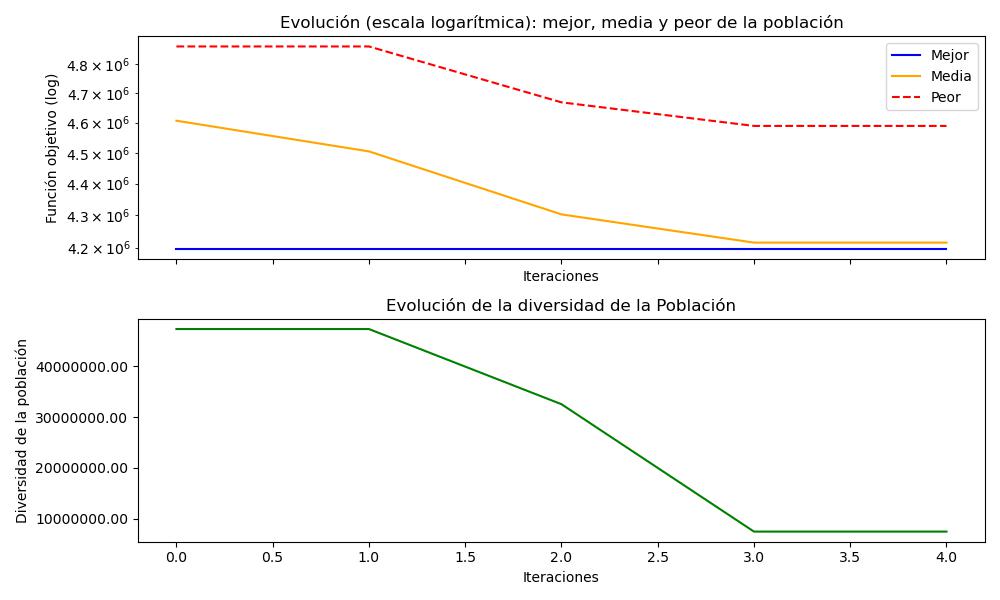 Evolución (escala logarítmica): mejor, media y peor de la población
Función objetivo (log)
4.8 × 10⁶
4.7 × 10⁶
4.6 × 10⁶
4.5 × 10⁶
4.4 × 10⁶
4.3 × 10⁶
4.2 × 10⁶
Mejor
Media
Peor
Iteraciones
Evolución de la diversidad de la Población
Diversidad de la población
40000000.00
30000000.00
20000000.00
10000000.00
0.0 0.5 1.0 1.5 2.0 2.5 3.0 3.5 4.0
Iteraciones